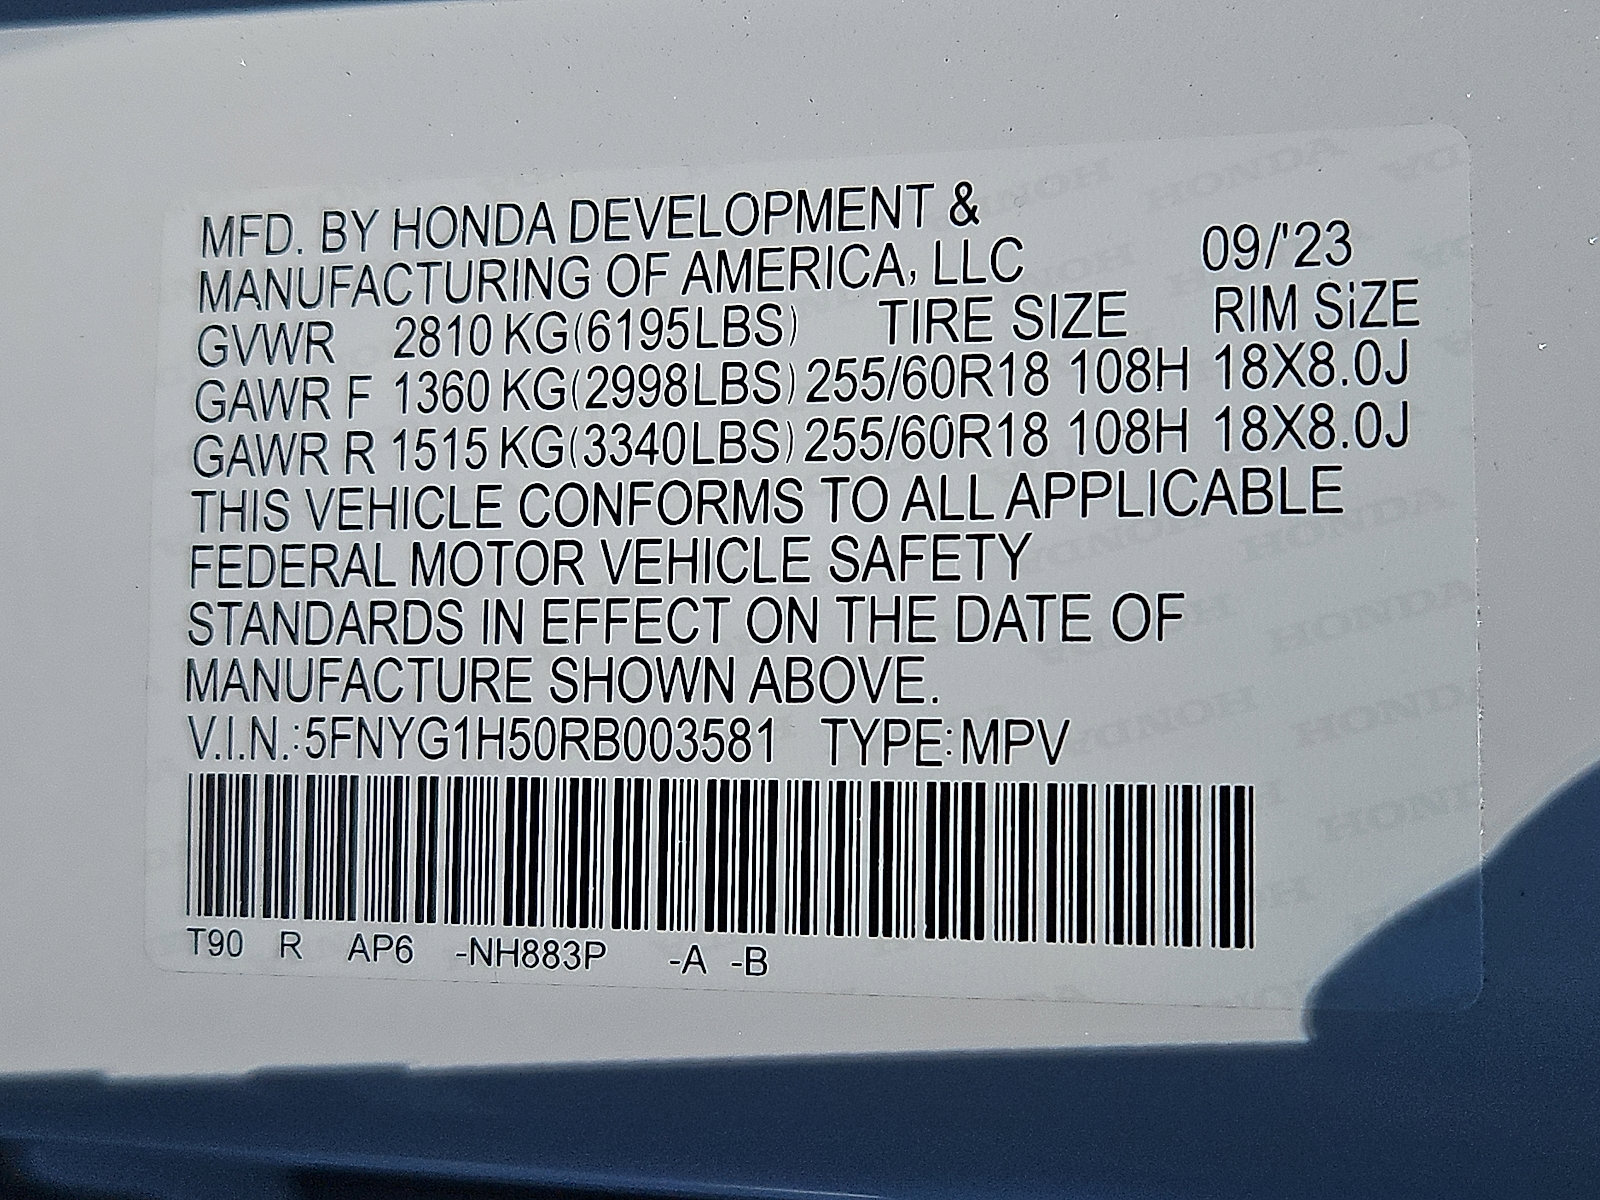 MFD. BY HONDA DEVELOPMENT &
MANUFACTURING OF AMERICA, LLC 09/'23
GVWR 2810 KG(6195LBS) TIRE SIZE RIM SiZE
GAWR F 1360 KG(2998LBS) 255/60R18 108H 18X8.0J
GAWR R 1515 KG(3340LBS) 255/60R18 108H 18X8.0J
THIS VEHICLE CONFORMS TO ALL APPLICABLE
FEDERAL MOTOR VEHICLE SAFETY
STANDARDS IN EFFECT ON THE DATE OF
MANUFACTURE SHOWN ABOVE.
V.I.N.:5FNYG1H50RB003581 TYPE:MPV
T90 R AP6 -NH883P -A -B